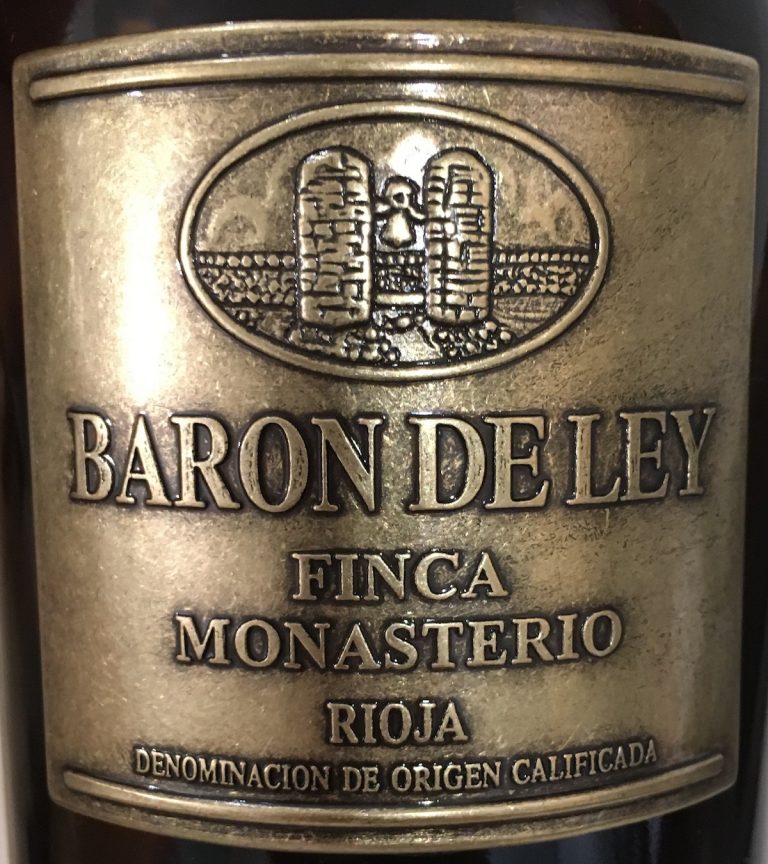 BARON DE LEY
FINCA
MONASTERIO
RIOJA
DENOMINACION DE ORIGEN CALIFICADA